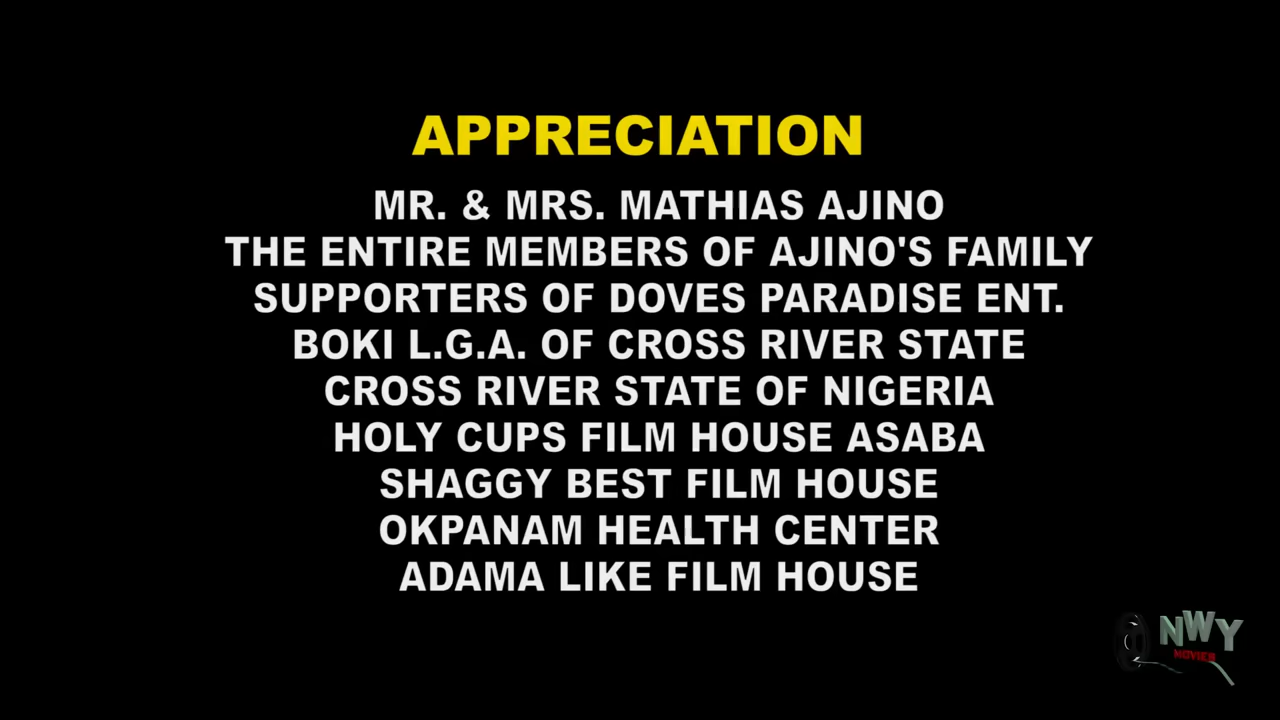 APPRECIATION
MR. & MRS. MATHIAS AJINO
THE ENTIRE MEMBERS OF AJINO'S FAMILY
SUPPORTERS OF DOVES PARADISE ENT.
BOKI L.G.A. OF CROSS RIVER STATE
CROSS RIVER STATE OF NIGERIA
HOLY CUPS FILM HOUSE ASABA
SHAGGY BEST FILM HOUSE
OKPANAM HEALTH CENTER
ADAMA LIKE FILM HOUSE
NWY
MOVIES